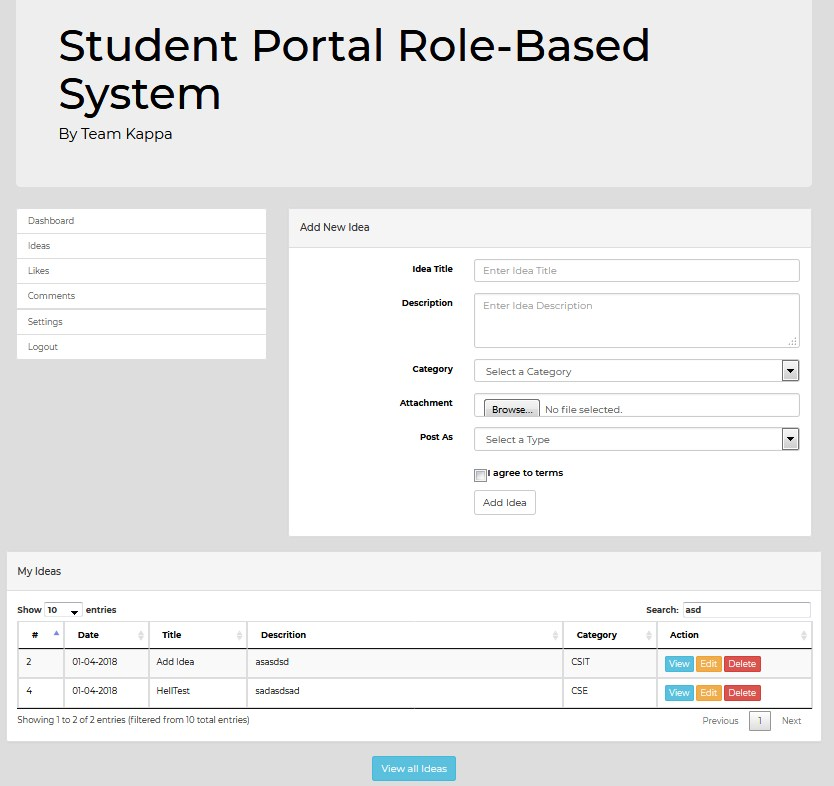 Student Portal Role-Based
System
By Team Kappa
Dashboard
Ideas
Likes
Comments
Settings
Logout
Add New Idea
Idea Title
Enter Idea Title
Description
Enter Idea Description
Category
Select a Category
Attachment
Browse... No file selected.
Post As
Select a Type
I agree to terms
Add Idea
My Ideas
Show 10 entries
Search: asd
# Date Title Descrition Category Action
2 01-04-2018 Add Idea asasdsd CSIT View Edit Delete
4 01-04-2018 HellTest sadasdsad CSE View Edit Delete
Showing 1 to 2 of 2 entries (filtered from 10 total entries)
Previous 1 Next
View all Ideas